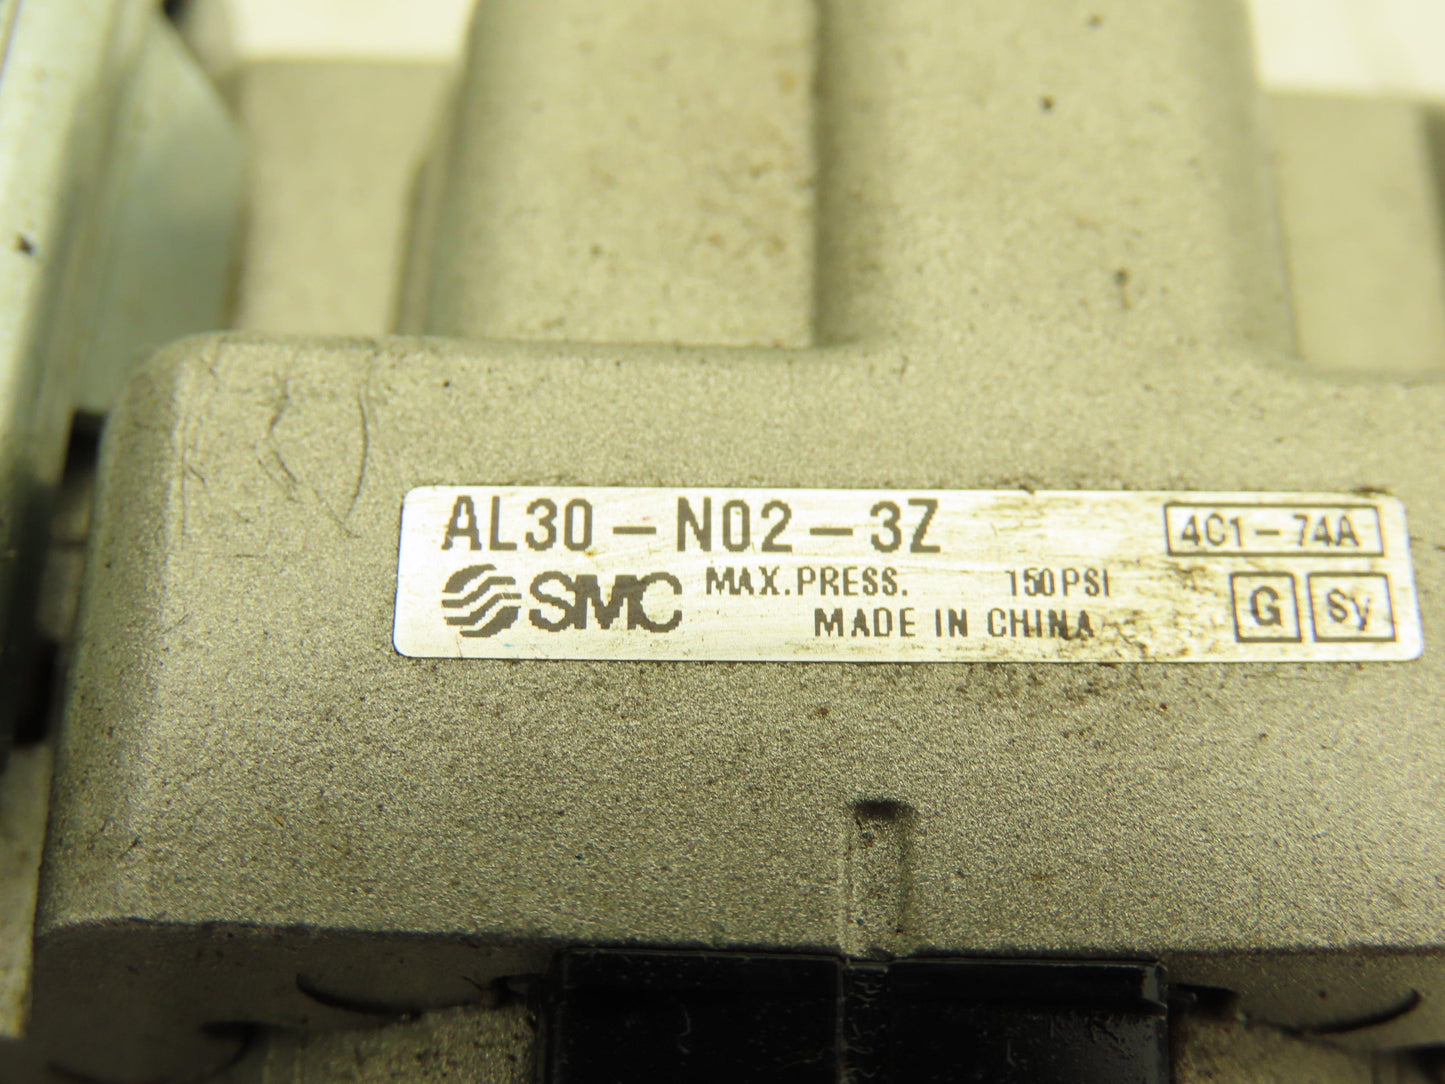 AL30-N02-3Z
4C1-74A
SMC MAX.PRESS. 150PSI
MADE IN CHINA
G Sy